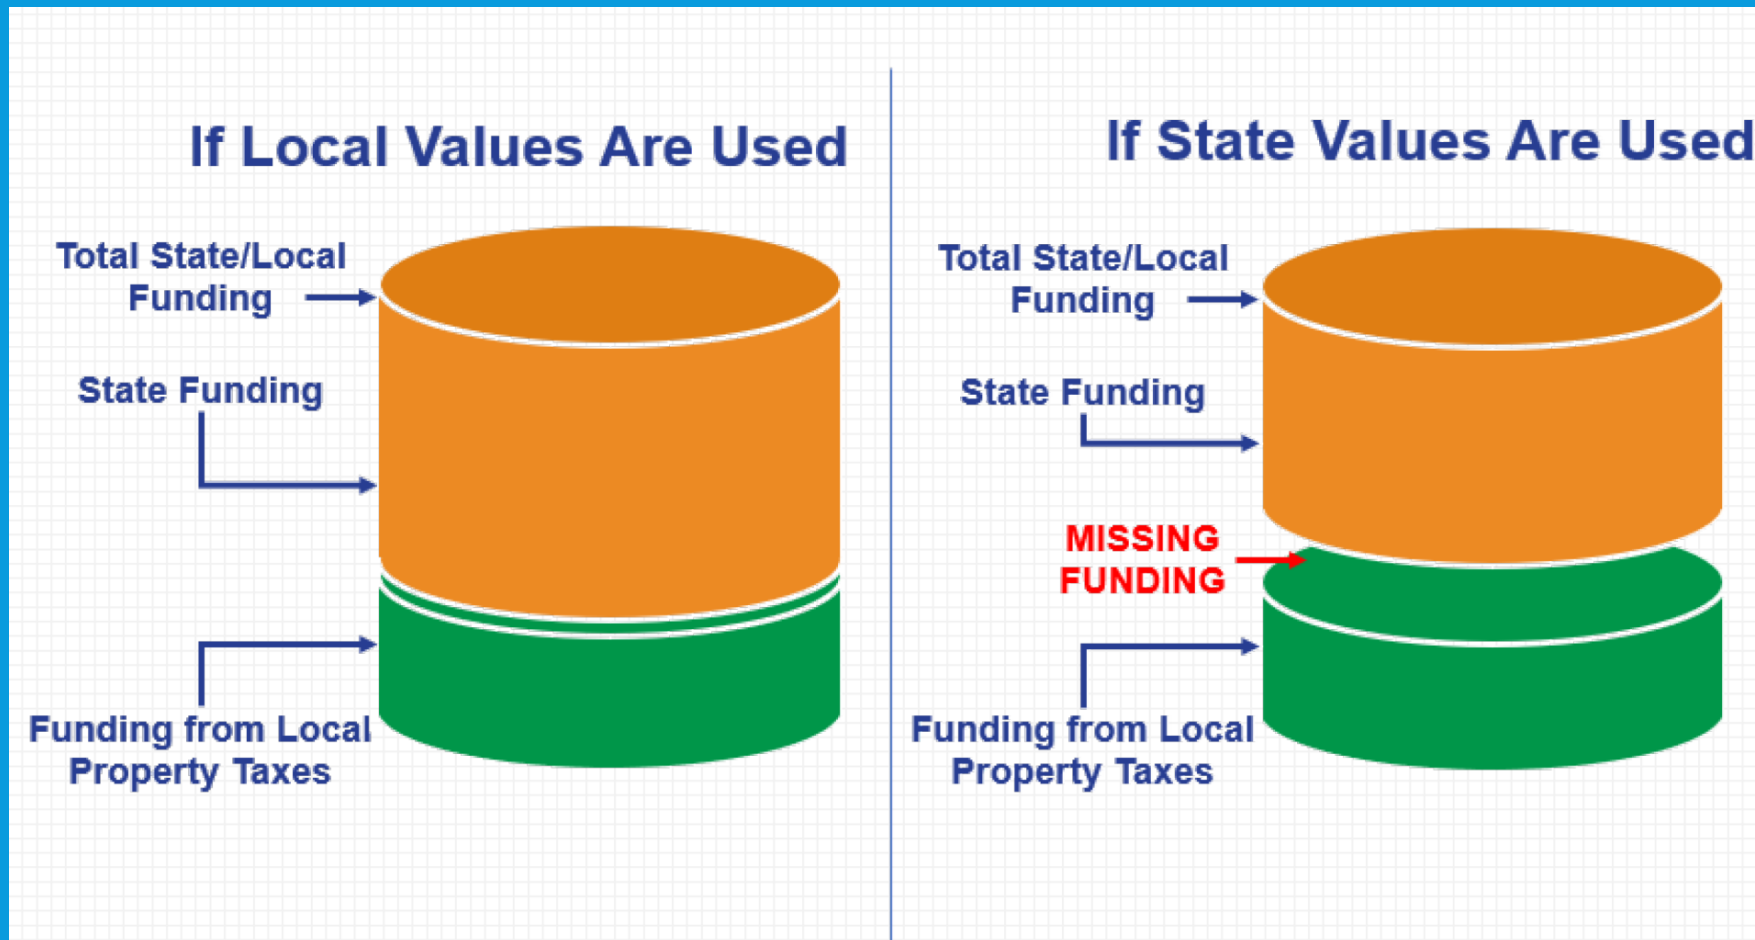 If Local Values Are Used
Total State/Local
Funding
State Funding
Funding from Local
Property Taxes
If State Values Are Used
Total State/Local
Funding
State Funding
MISSING
FUNDING
Funding from Local
Property Taxes